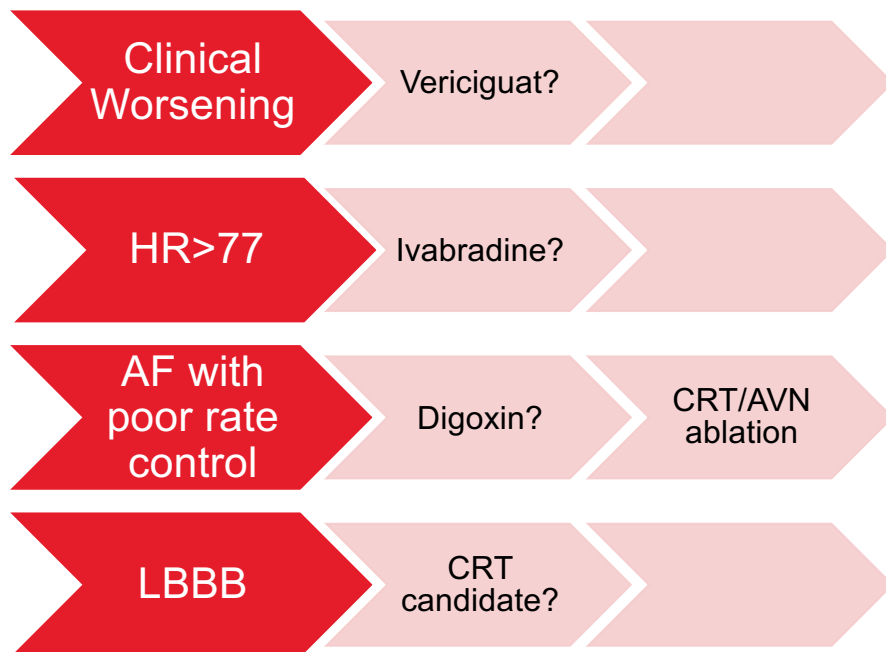 Clinical
Worsening
Vericiguat?
HR>77
Ivabradine?
AF with
poor rate
control
Digoxin?
CRT/AVN
ablation
LBBB
CRT
candidate?